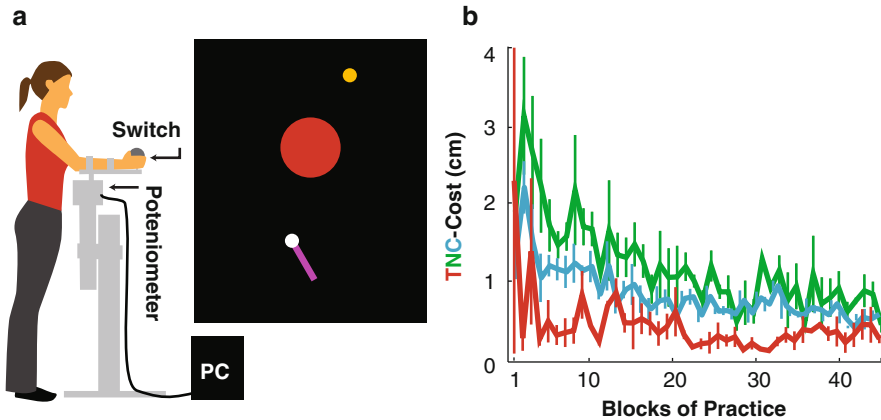 a
Switch
Poteniometer
PC
b
TNC-Cost (cm)
4
3
2
1
0
1 10 20 30 40
Blocks of Practice